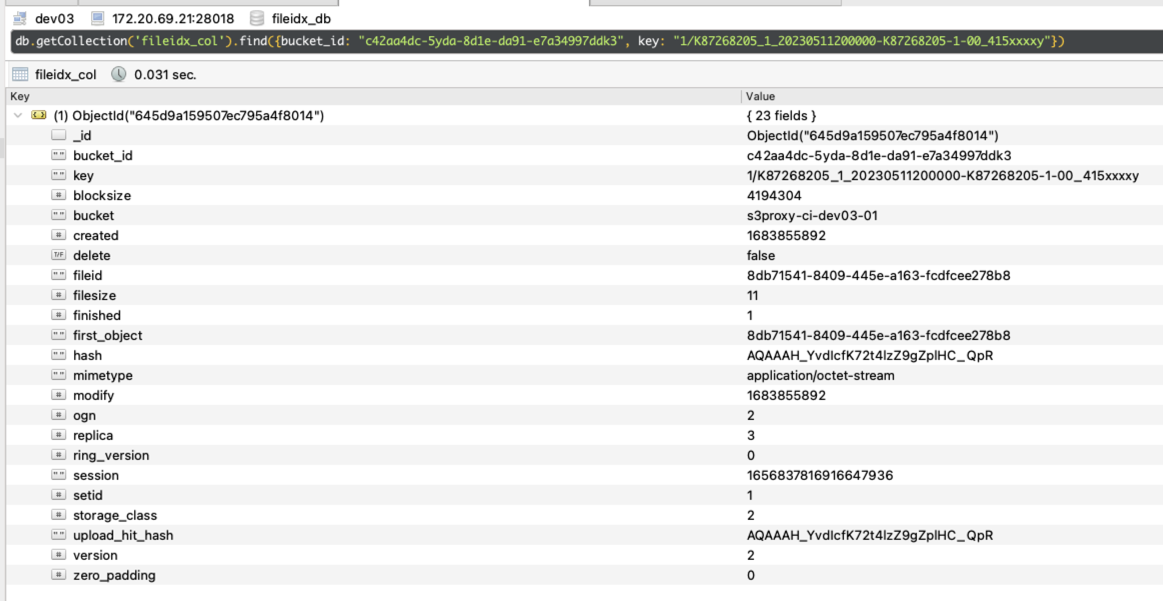 dev03 172.20.69.21:28018 fileidx_db
db.getCollection('fileidx_col').find({bucket_id: "c42aa4dc-5yda-8d1e-da91-e7a34997ddk3", key: "1/K87268205_1_20230511200000-K87268205-1-00_415xxxxy"})
fileidx_col 0.031 sec.
Key Value
(1) ObjectId("645d9a159507ec795a4f8014") { 23 fields }
_id ObjectId("645d9a159507ec795a4f8014")
bucket_id c42aa4dc-5yda-8d1e-da91-e7a34997ddk3
key 1/K87268205_1_20230511200000-K87268205-1-00_415xxxxy
blocksize 4194304
bucket s3proxy-ci-dev03-01
created 1683855892
delete false
fileid 8db71541-8409-445e-a163-fcdfcee278b8
filesize 11
finished 1
first_object 8db71541-8409-445e-a163-fcdfcee278b8
hash AQAAAH_YvdIcfK72t4lzZ9gZplHC_QpR
mimetype application/octet-stream
modify 1683855892
ogn 2
replica 3
ring_version 0
session 1656837816916647936
setid 1
storage_class 2
upload_hit_hash AQAAAH_YvdIcfK72t4lzZ9gZplHC_QpR
version 2
zero_padding 0